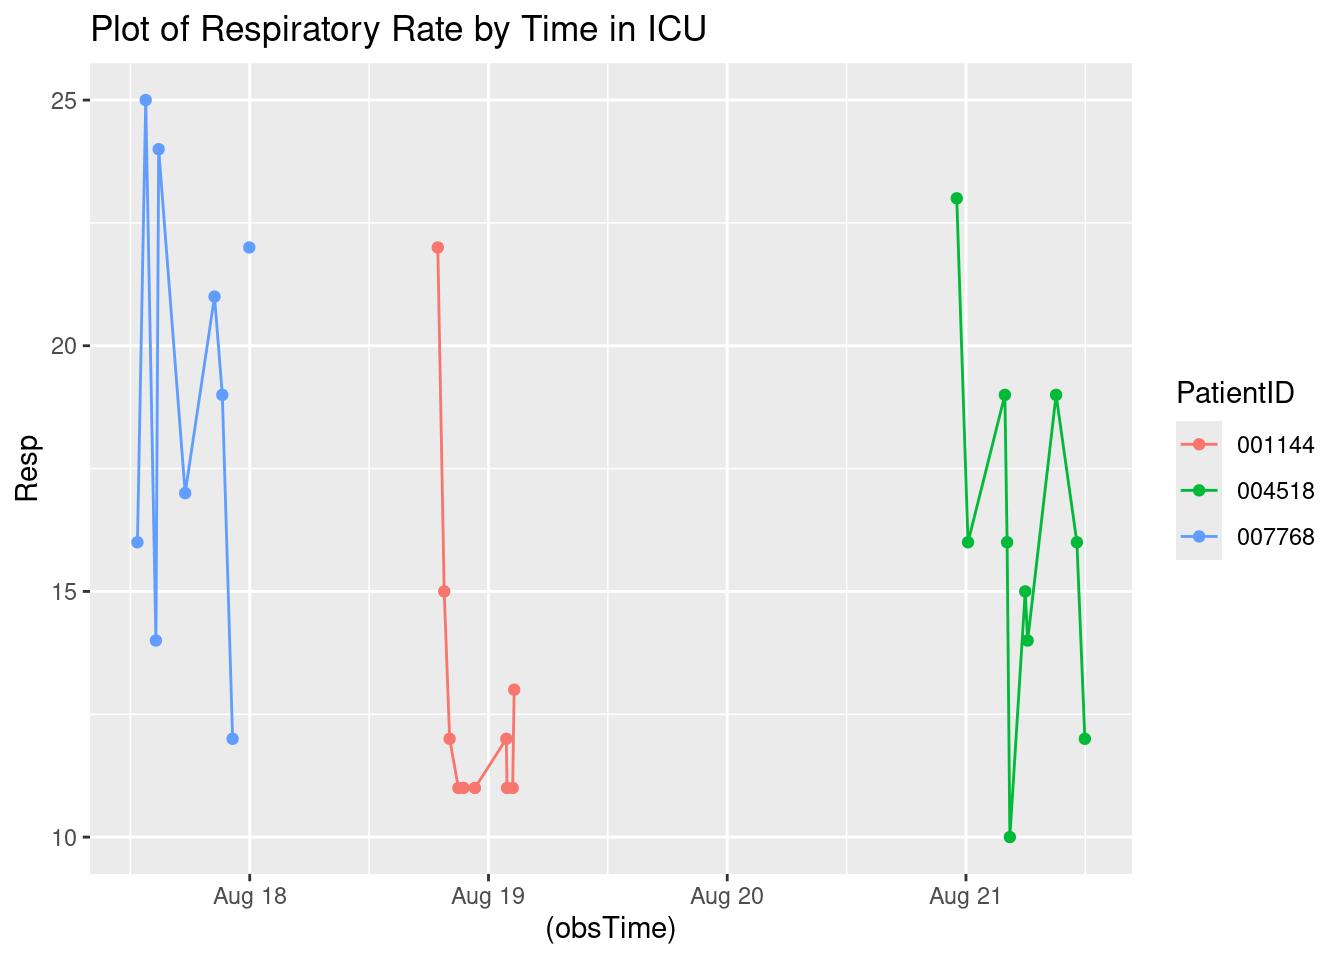 Plot of Respiratory Rate by Time in ICU
25
20
15
10
Resp
Aug 18
Aug 19
Aug 20
Aug 21
(obsTime)
PatientID
001144
004518
007768